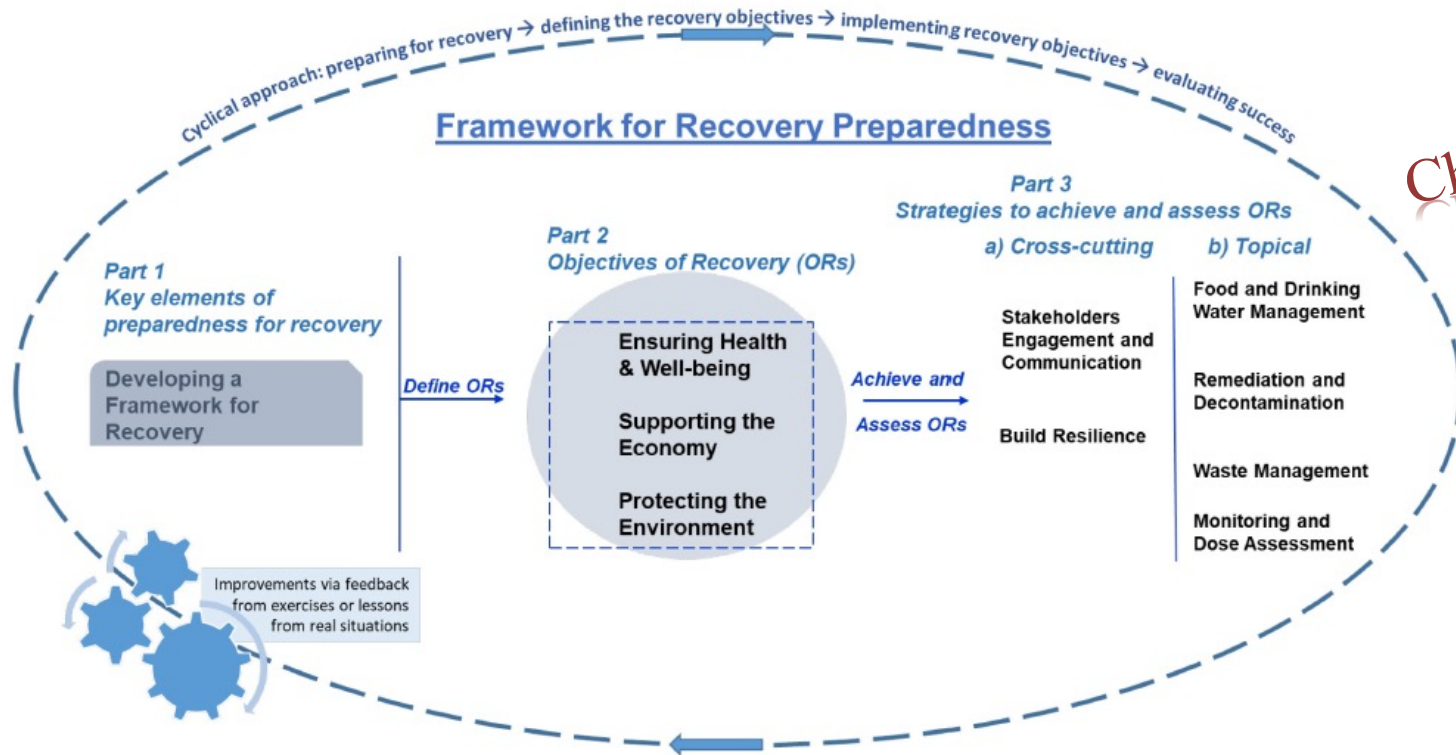 Cyclical approach: preparing for recovery → defining the recovery objectives → implementing recovery objectives → evaluating success
Framework for Recovery Preparedness
Part 1
Key elements of
preparedness for recovery
Developing a
Framework for
Recovery
Define ORs
Part 2
Objectives of Recovery (ORs)
Ensuring Health
& Well-being
Supporting the
Economy
Protecting the
Environment
Achieve and
Assess ORs
Part 3
Strategies to achieve and assess ORs
a) Cross-cutting
Stakeholders
Engagement and
Communication
Build Resilience
b) Topical
Food and Drinking
Water Management
Remediation and
Decontamination
Waste Management
Monitoring and
Dose Assessment
Improvements via feedback
from exercises or lessons
from real situations